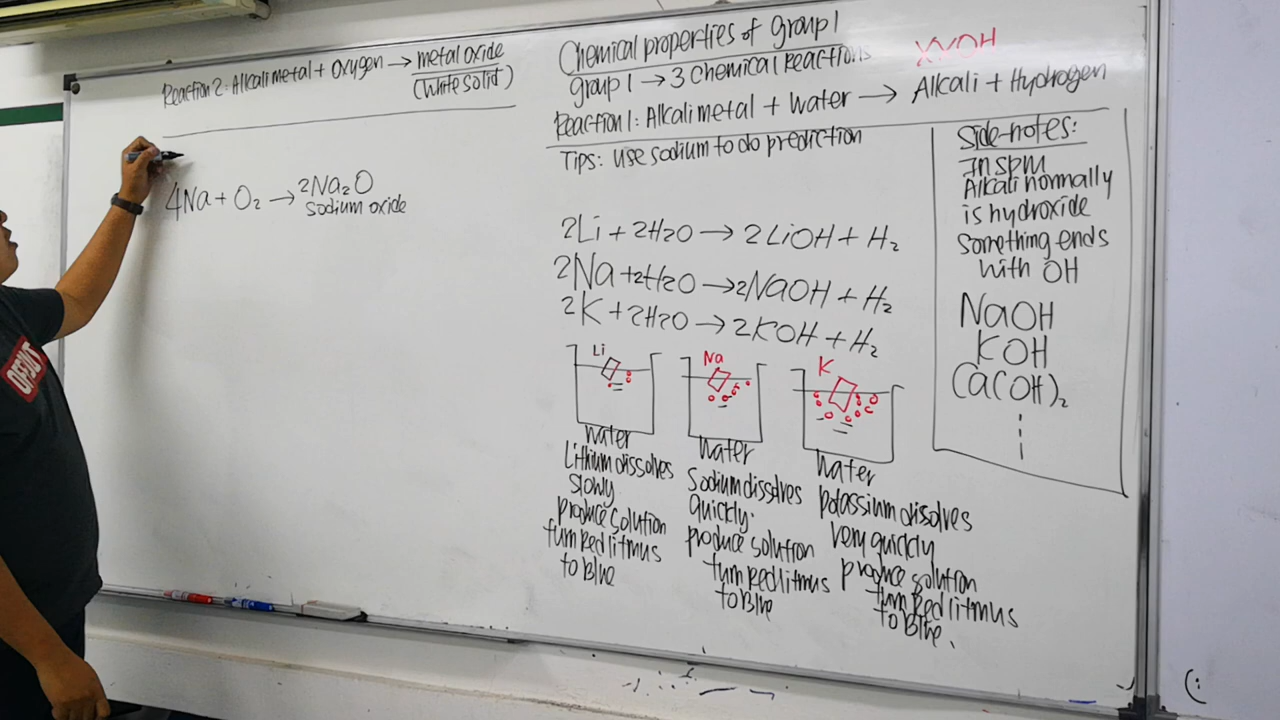 Reaction 2: Alkali metal + Oxygen → metal oxide
(white solid)
4Na + O₂ → 2Na₂O
sodium oxide
Chemical properties of Group 1
group 1 → 3 Chemical Reactions
XYOH
Reaction 1: Alkali metal + water → Alkali + Hydrogen
Tips: use sodium to do prediction
2Li + 2H2O → 2LiOH + H₂
2Na + 2H2O → 2NaOH + H₂
2K + 2H2O → 2KOH + H₂
Li
water
Lithium dissolves
slowy
produce solution
turn Red litmus
to Blue
Na
water
Sodium dissolves
Quickly.
produce solution
turn Red litmus
to Blue
K
water
potassium dissolves
very quickly
produce solution
turn Red litmus
to Blue.
Side-notes:
In spm
Alkali normally
is hydroxide
something ends
with OH
NaOH
KOH
Ca(OH)₂